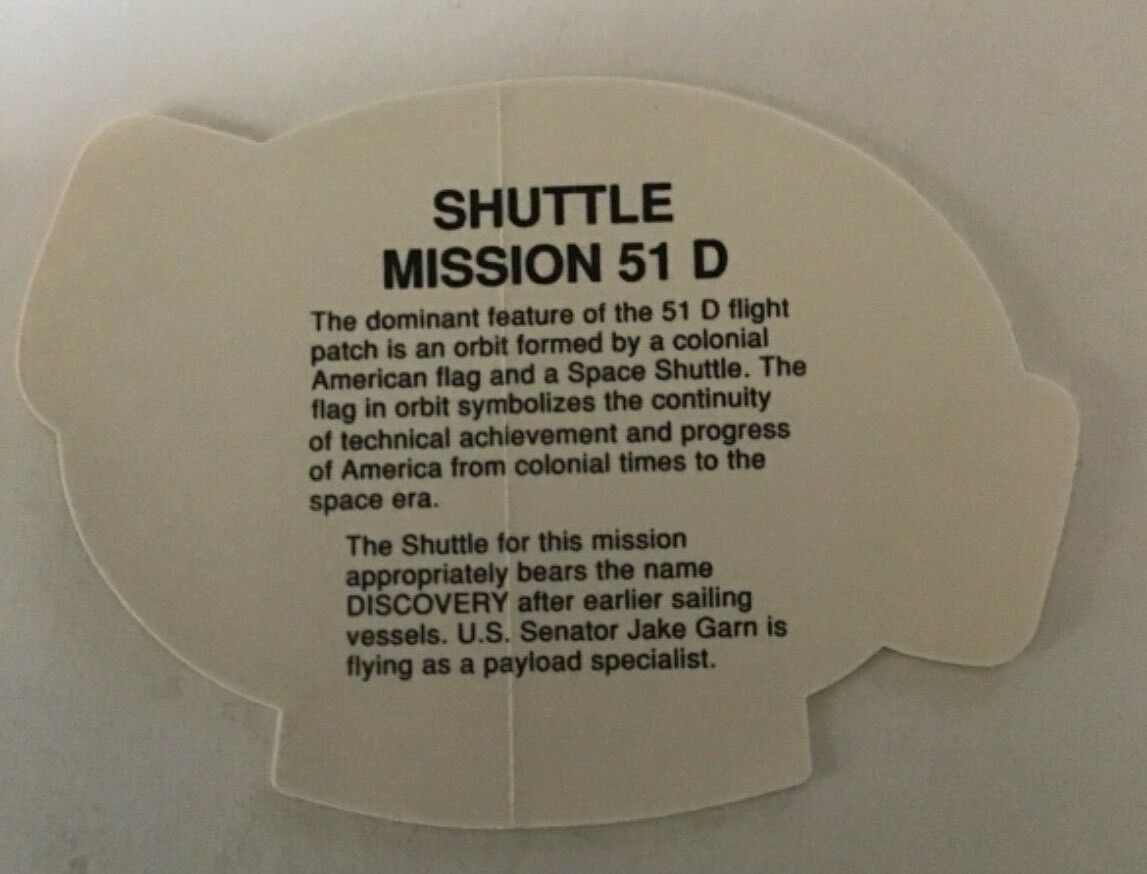 SHUTTLE
MISSION 51 D
The dominant feature of the 51 D flight
patch is an orbit formed by a colonial
American flag and a Space Shuttle. The
flag in orbit symbolizes the continuity
of technical achievement and progress
of America from colonial times to the
space era.
The Shuttle for this mission
appropriately bears the name
DISCOVERY after earlier sailing
vessels. U.S. Senator Jake Garn is
flying as a payload specialist.